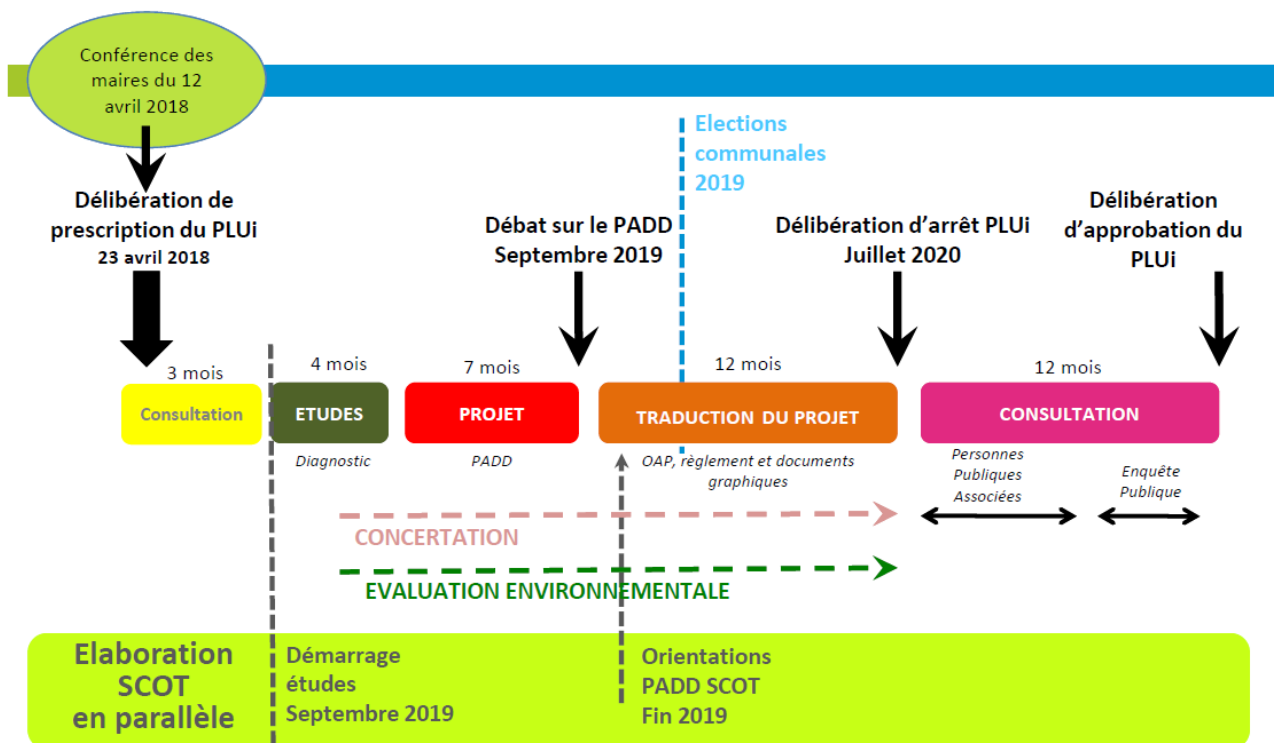 Conférence des
maires du 12
avril 2018
Elections
communales
2019
Délibération de
prescription du PLUi
23 avril 2018
Débat sur le PADD
Septembre 2019
Délibération d'arrêt PLUi
Juillet 2020
Délibération
d'approbation du
PLUi
3 mois
4 mois
7 mois
12 mois
12 mois
Consultation
ETUDES
PROJET
TRADUCTION DU PROJET
CONSULTATION
Diagnostic
PADD
OAP, règlement et documents
graphiques
Personnes
Publiques
Associées
Enquête
Publique
CONCERTATION
EVALUATION ENVIRONNEMENTALE
Elaboration
SCOT
en parallèle
Démarrage
études
Septembre 2019
Orientations
PADD SCOT
Fin 2019